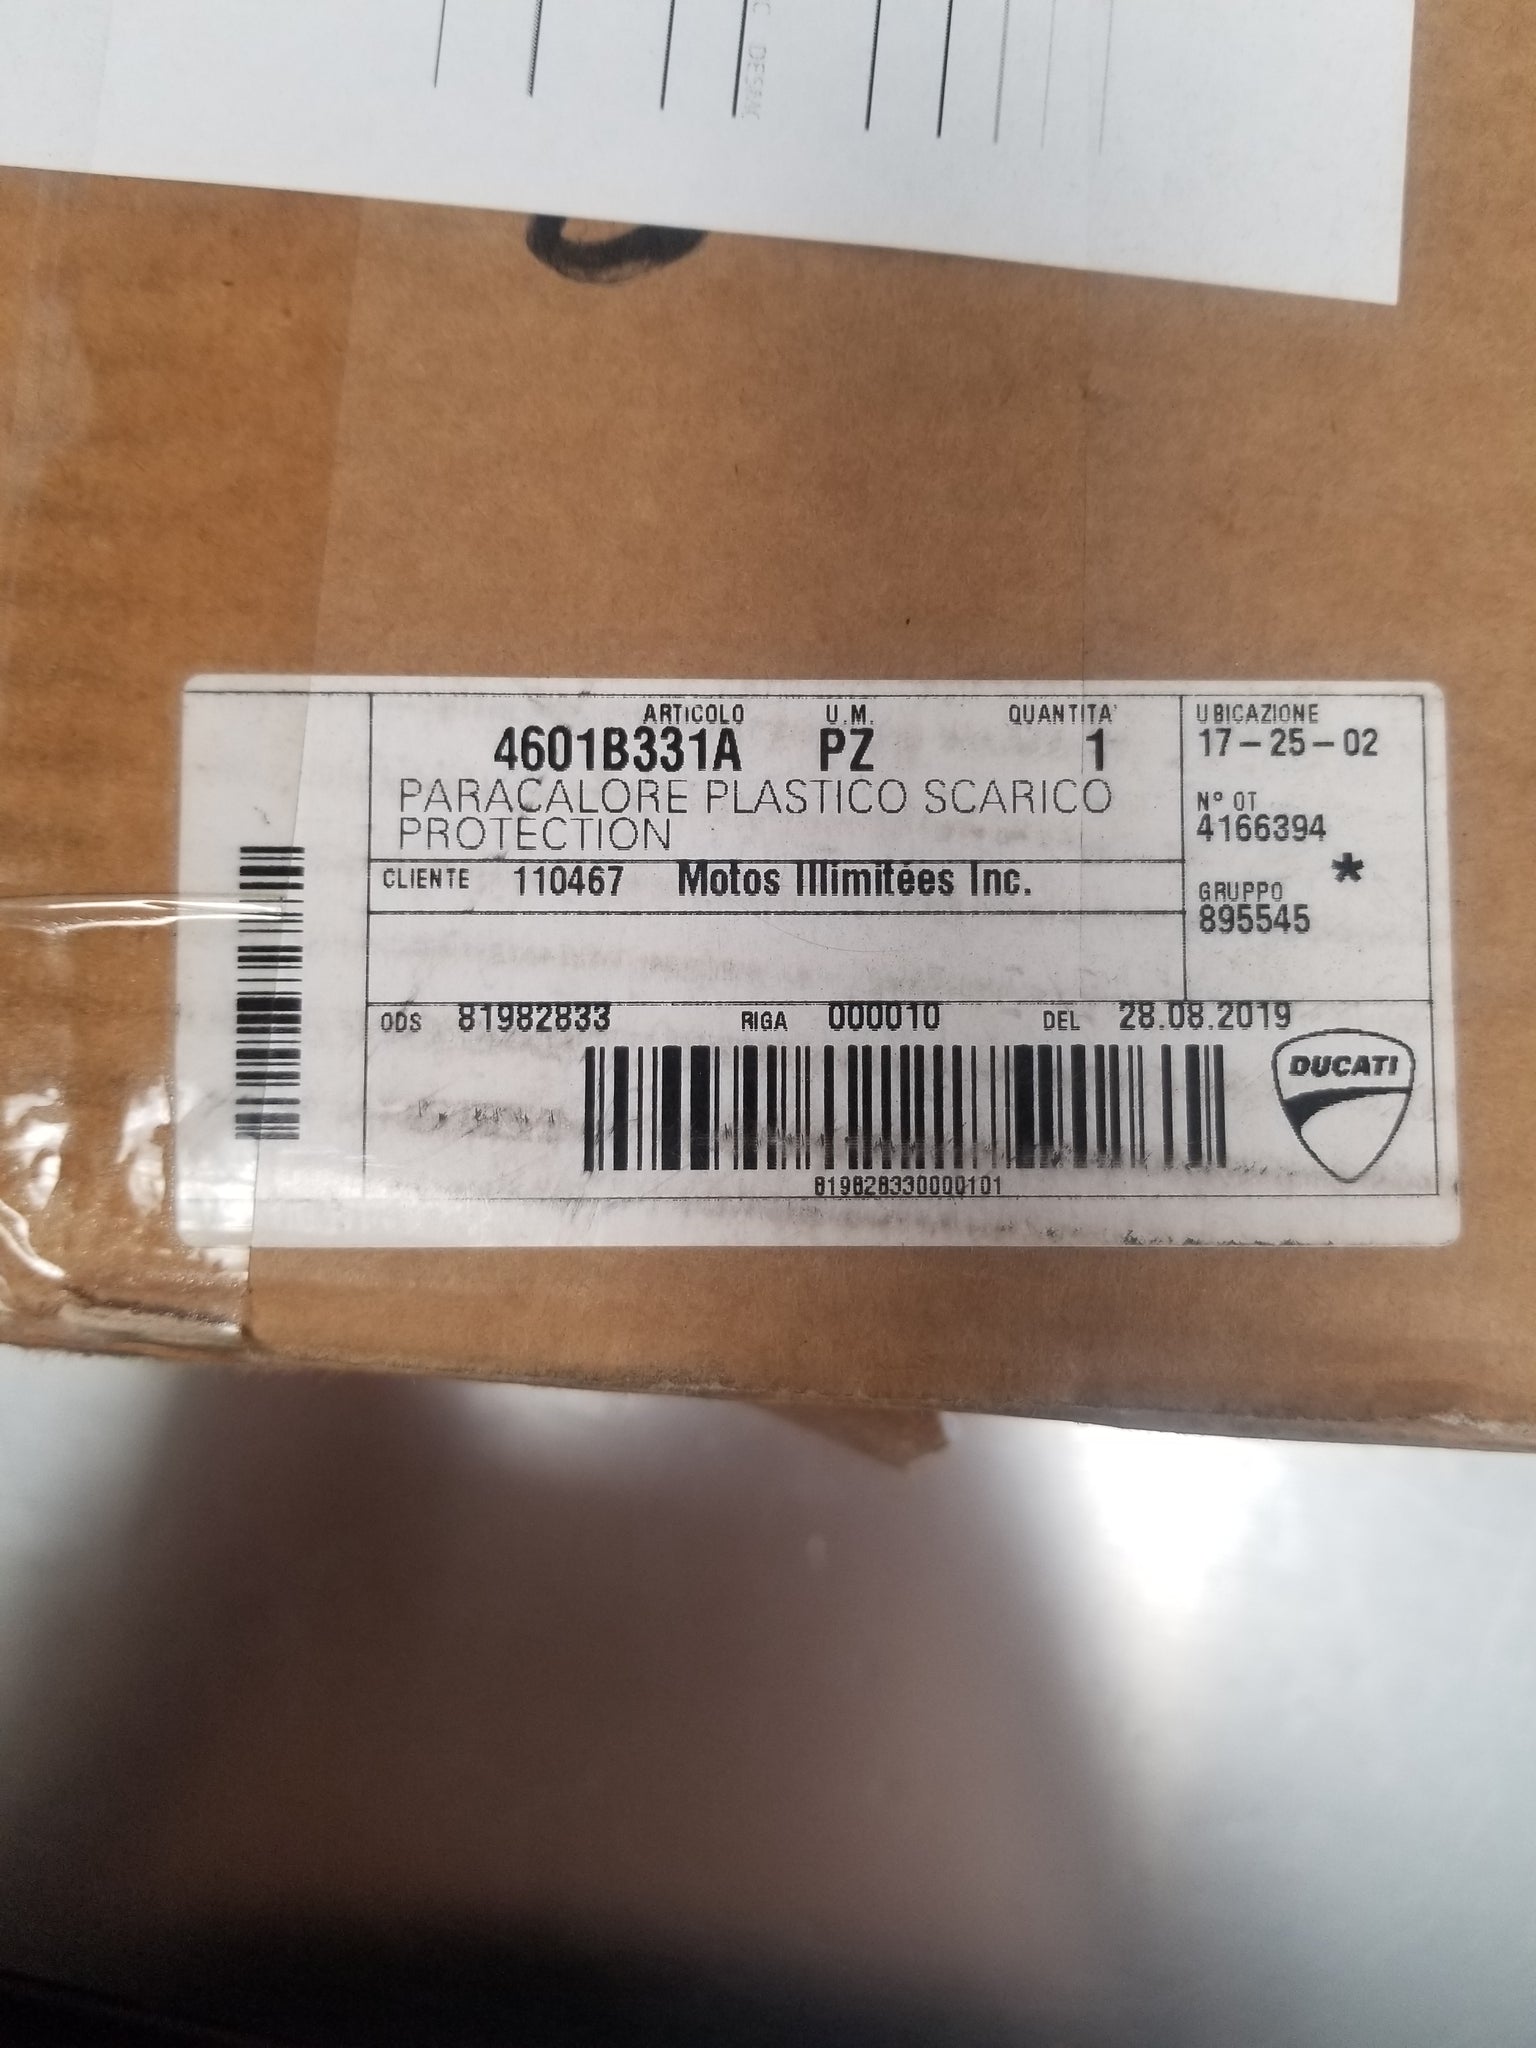 ARTICOLO U.M. QUANTITA' UBICAZIONE
4601B331A PZ 1 17-25-02
PARACALORE PLASTICO SCARICO
PROTECTION
N° OT
4166394
*
CLIENTE 110467 Motos Illimitées Inc.
GRUPPO
895545
ODS 81982833 RIGA 000010 DEL 28.08.2019
DUCATI
819828330000101